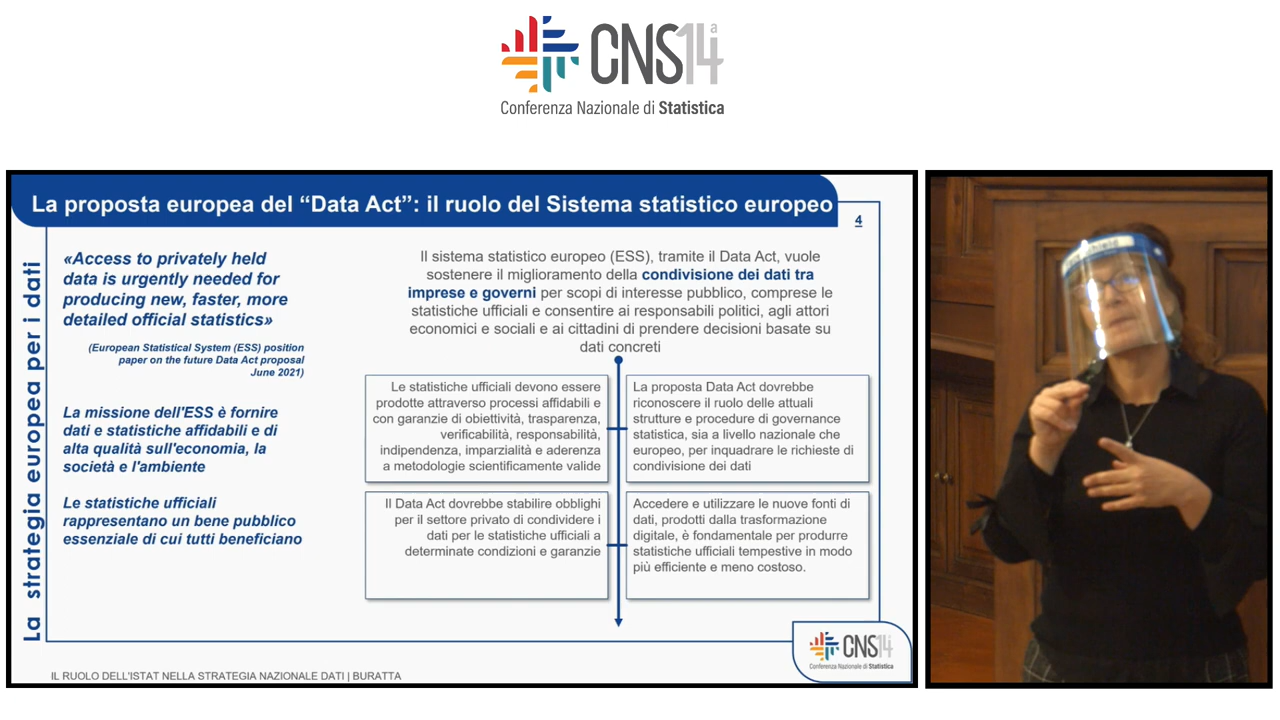 CNS14a
Conferenza Nazionale di Statistica
La proposta europea del “Data Act”: il ruolo del Sistema statistico europeo
4
La strategia europea per i dati
«Access to privately held
data is urgently needed for
producing new, faster, more
detailed official statistics»
(European Statistical System (ESS) position
paper on the future Data Act proposal
June 2021)
La missione dell'ESS è fornire
dati e statistiche affidabili e di
alta qualità sull'economia, la
società e l'ambiente
Le statistiche ufficiali
rappresentano un bene pubblico
essenziale di cui tutti beneficiano
Il sistema statistico europeo (ESS), tramite il Data Act, vuole
sostenere il miglioramento della condivisione dei dati tra
imprese e governi per scopi di interesse pubblico, comprese le
statistiche ufficiali e consentire ai responsabili politici, agli attori
economici e sociali e ai cittadini di prendere decisioni basate su
dati concreti
Le statistiche ufficiali devono essere
prodotte attraverso processi affidabili e
con garanzie di obiettività, trasparenza,
verificabilità, responsabilità,
indipendenza, imparzialità e aderenza
a metodologie scientificamente valide
La proposta Data Act dovrebbe
riconoscere il ruolo delle attuali
strutture e procedure di governance
statistica, sia a livello nazionale che
europeo, per inquadrare le richieste di
condivisione dei dati
Il Data Act dovrebbe stabilire obblighi
per il settore privato di condividere i
dati per le statistiche ufficiali a
determinate condizioni e garanzie
Accedere e utilizzare le nuove fonti di
dati, prodotti dalla trasformazione
digitale, è fondamentale per produrre
statistiche ufficiali tempestive in modo
più efficiente e meno costoso.
CNS14a
Conferenza Nazionale di Statistica
IL RUOLO DELL'ISTAT NELLA STRATEGIA NAZIONALE DATI | BURATTA